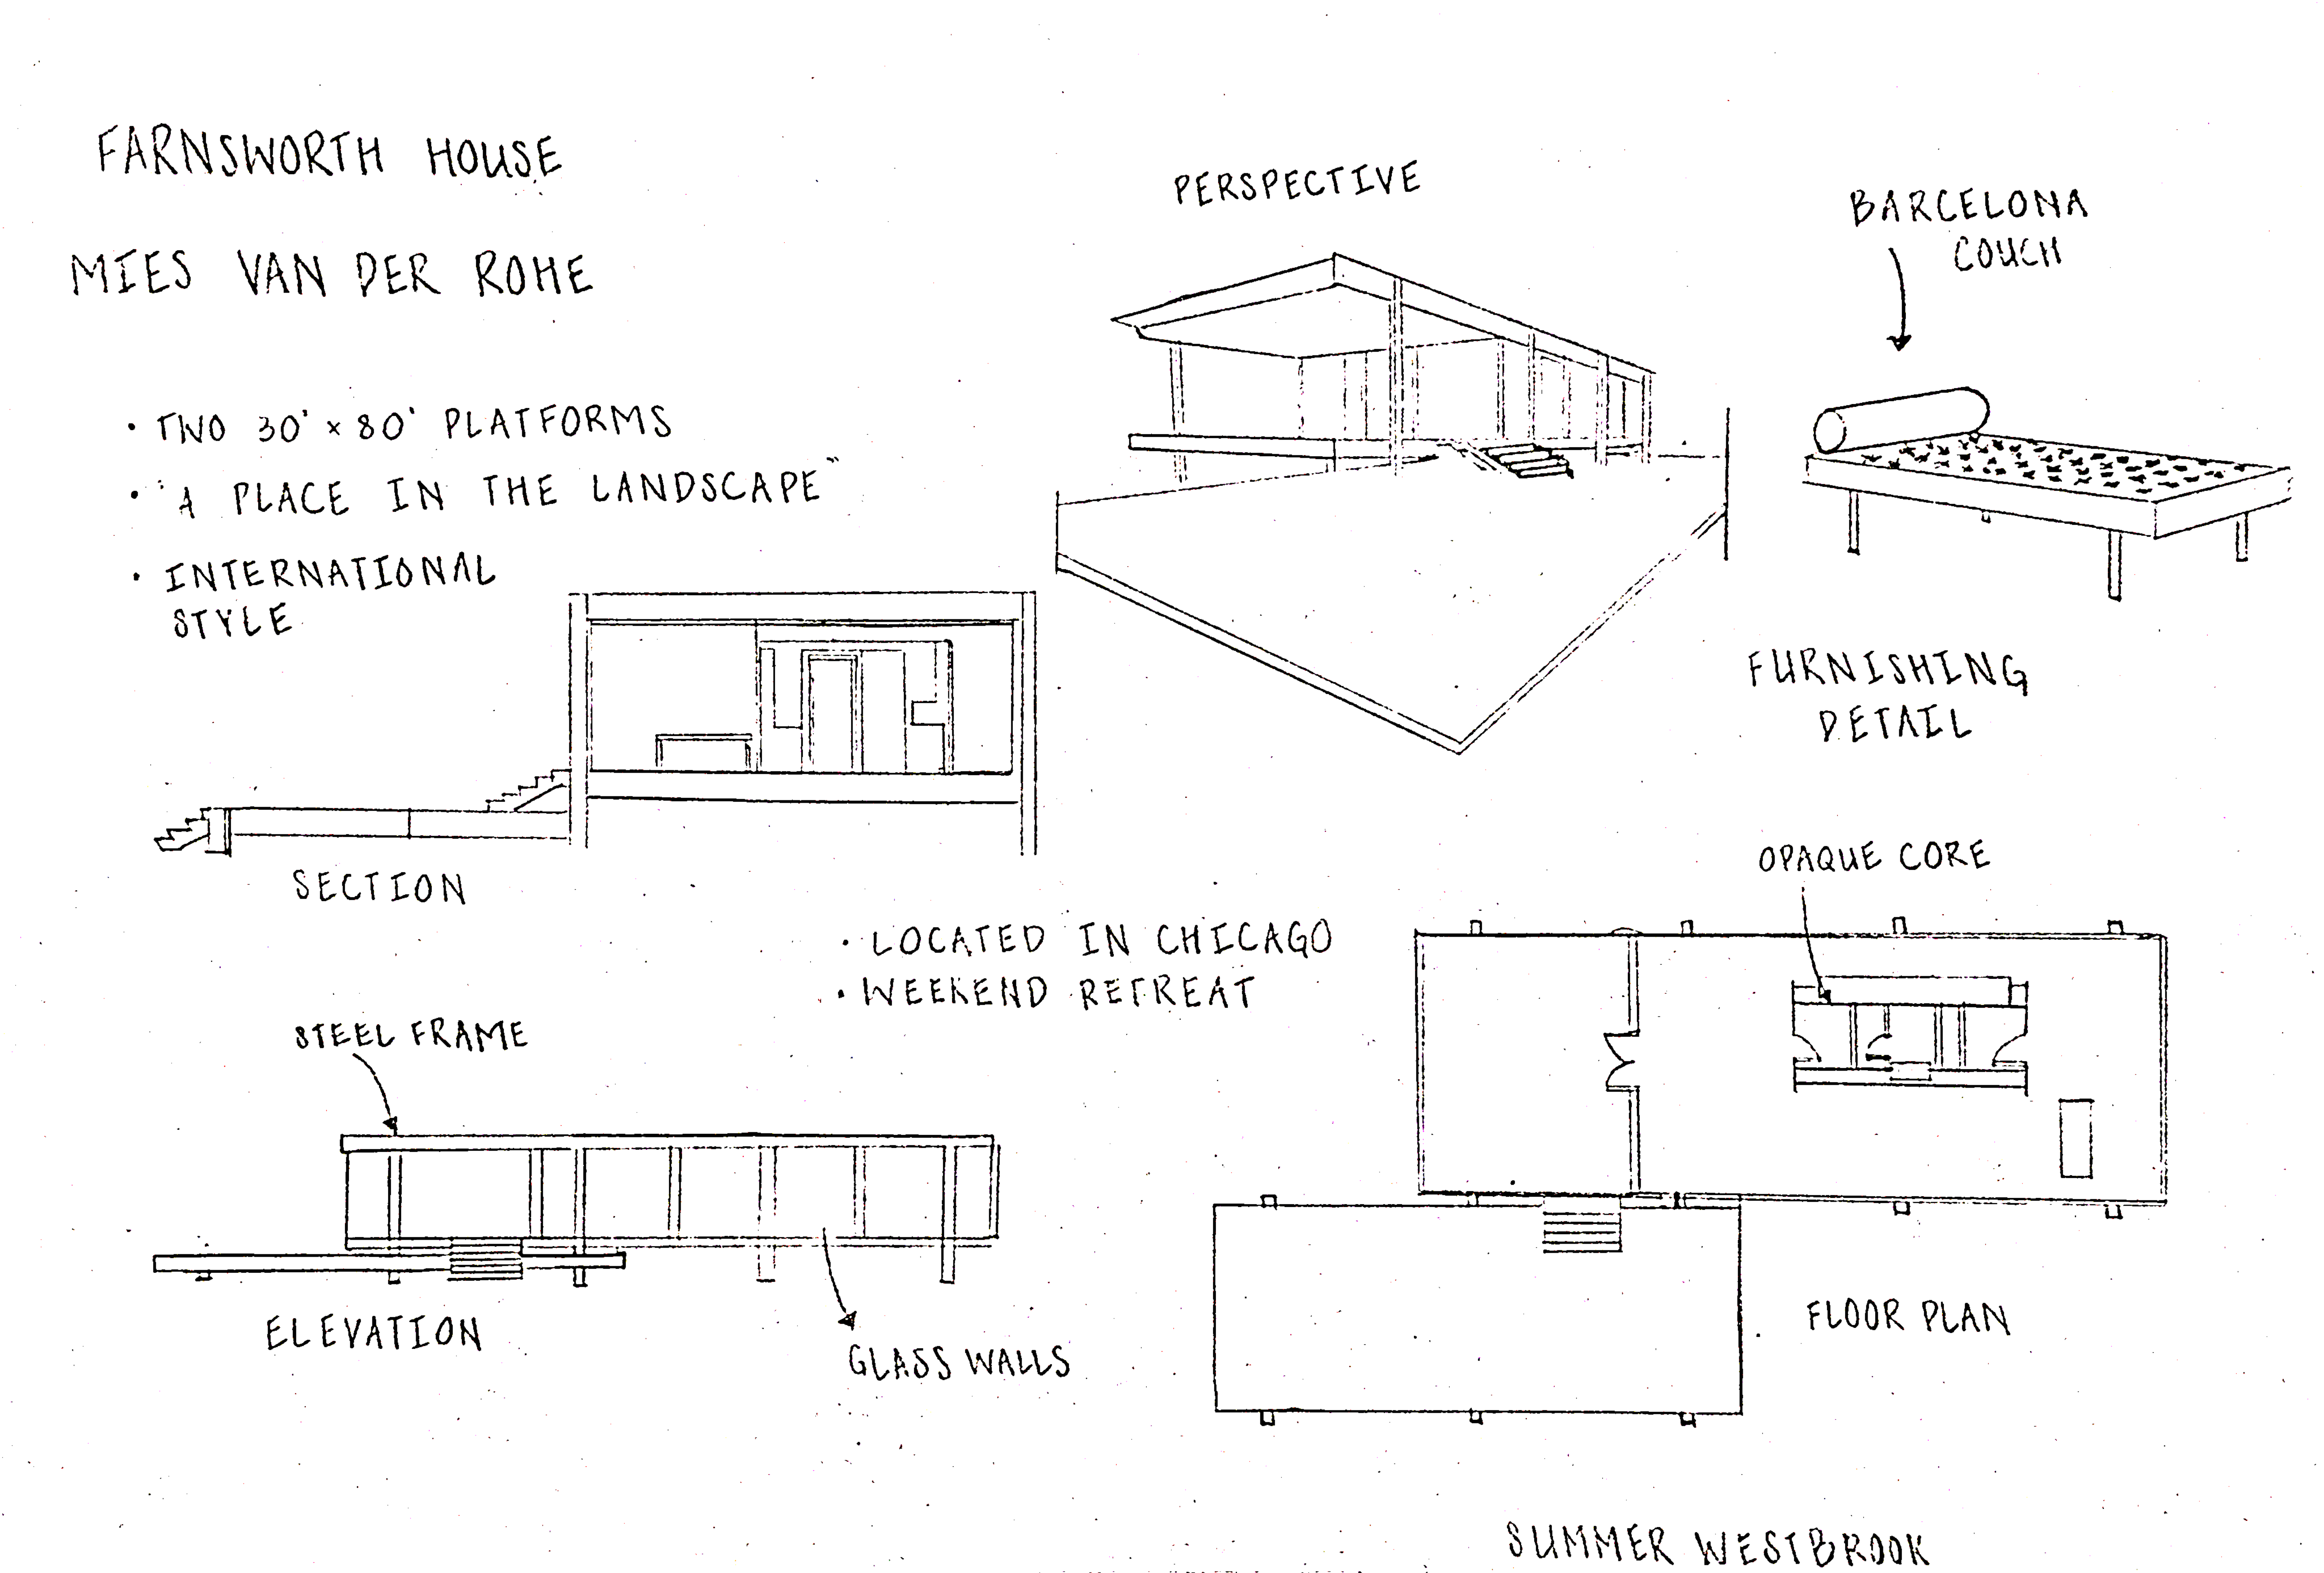 FARNSWORTH HOUSE
MIES VAN DER ROHE
• TWO 30' × 80' PLATFORMS
• "A PLACE IN THE LANDSCAPE"
• INTERNATIONAL
STYLE
SECTION
PERSPECTIVE
BARCELONA
COUCH
FURNISHING
DETAIL
• LOCATED IN CHICAGO
• WEEKEND RETREAT
STEEL FRAME
ELEVATION
GLASS WALLS
OPAQUE CORE
FLOOR PLAN
SUMMER WESTBROOK